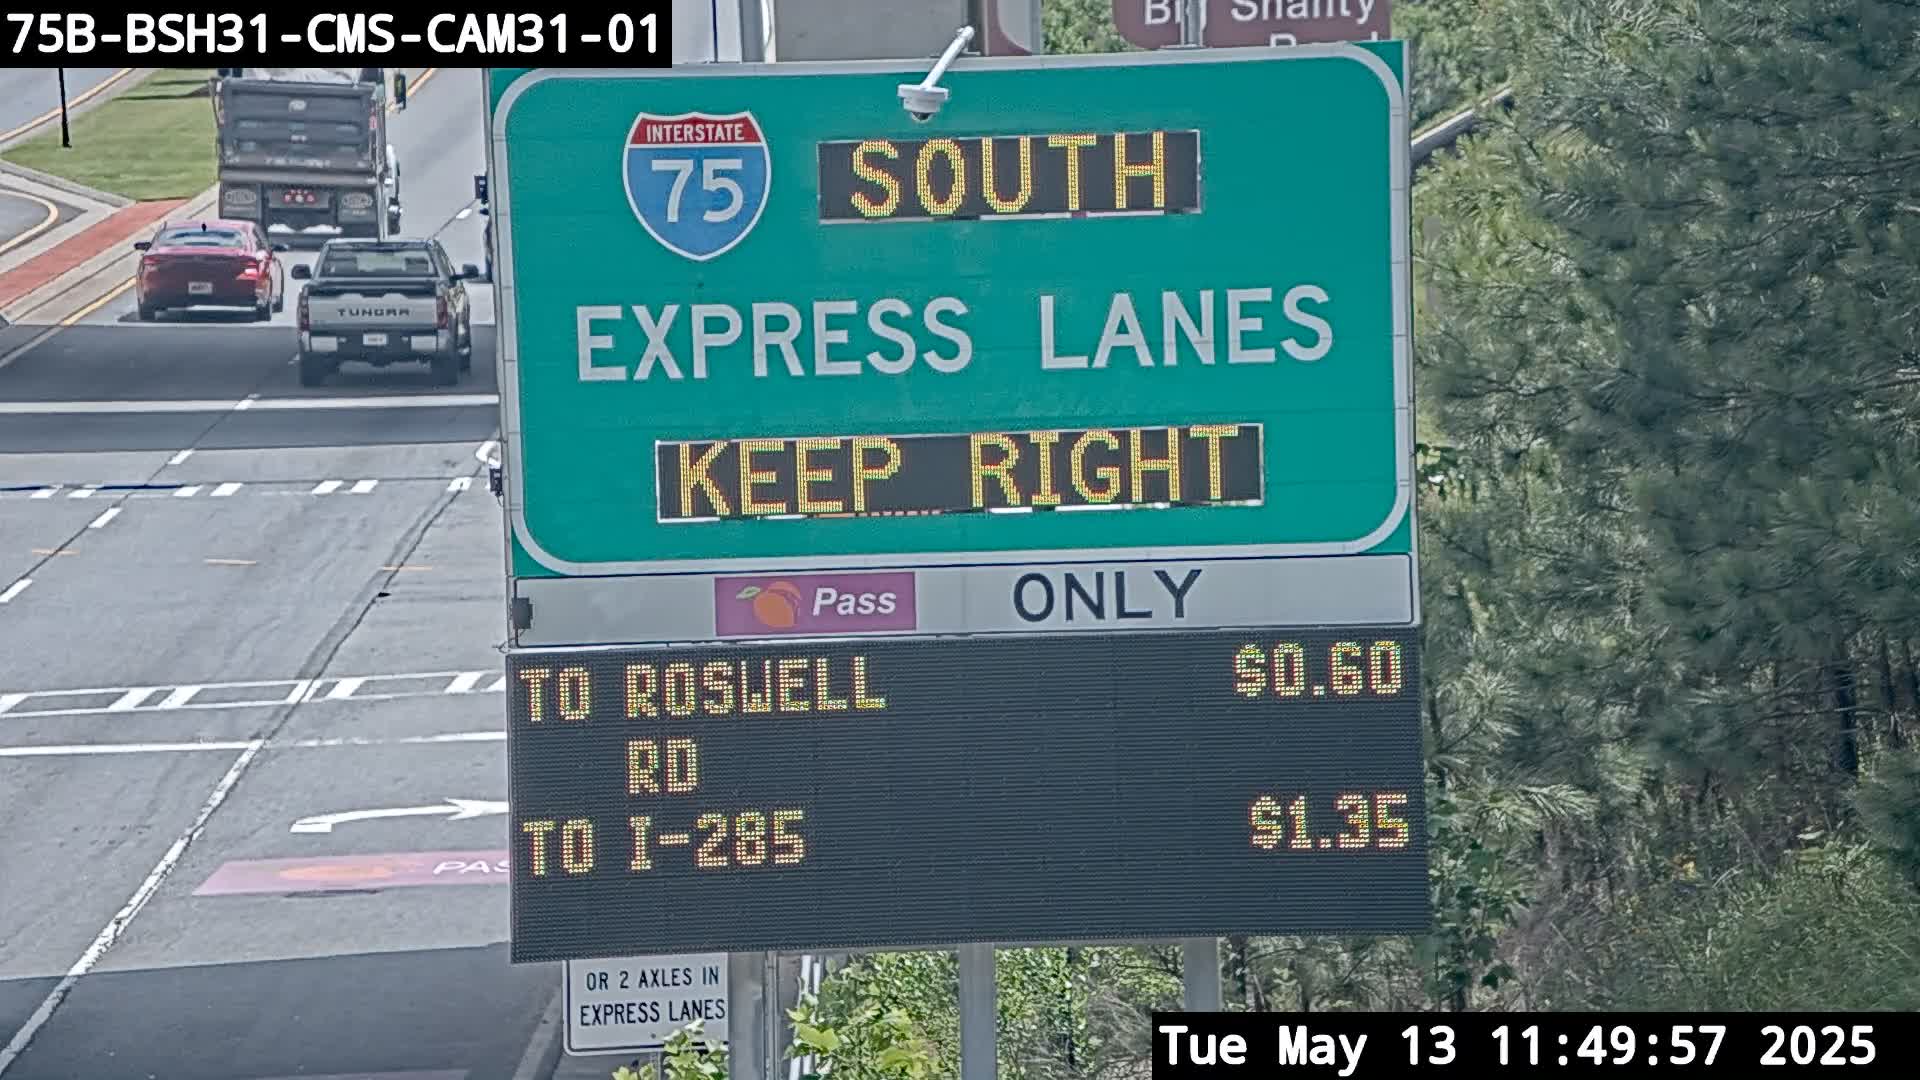 75B-BSH31-CMS-CAM31-01
Shanty
INTERSTATE
75
SOUTH
EXPRESS LANES
KEEP RIGHT
Pass ONLY
TO ROSWELL $0.60
RD
TO I-285 $1.35
TUNDRA
OR 2 AXLES IN
EXPRESS LANES
Tue May 13 11:49:57 2025